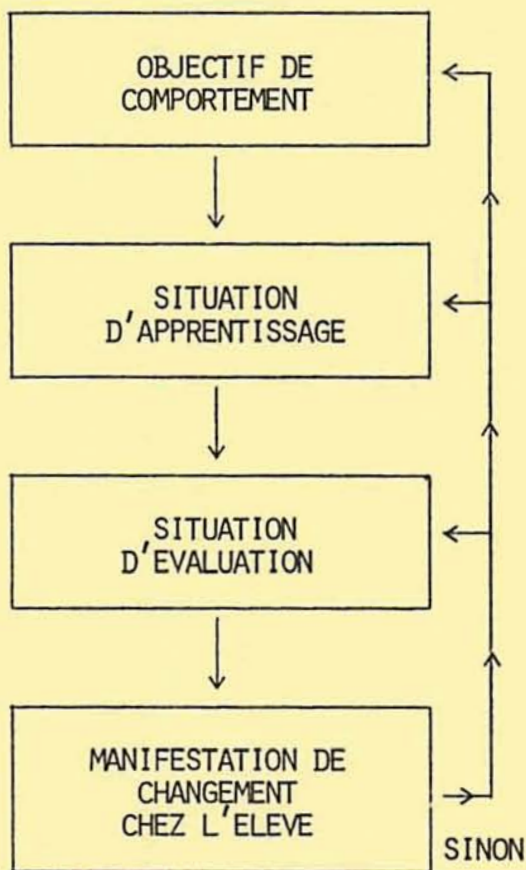 OBJECTIF DE
COMPORTEMENT
SITUATION
D'APPRENTISSAGE
SITUATION
D'EVALUATION
MANIFESTATION DE
CHANGEMENT
CHEZ L'ELEVE
SINON